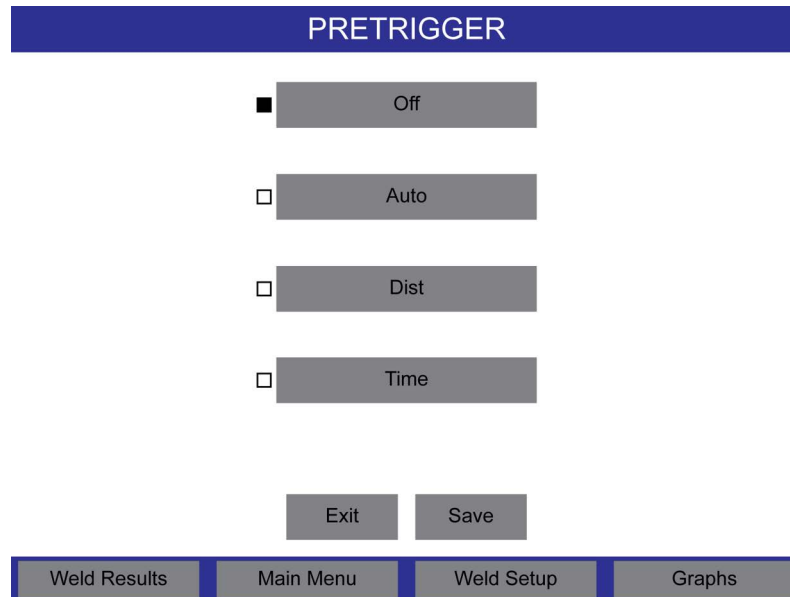 PRETRIGGER
Off
Auto
Dist
Time
Exit Save
Weld Results Main Menu Weld Setup Graphs